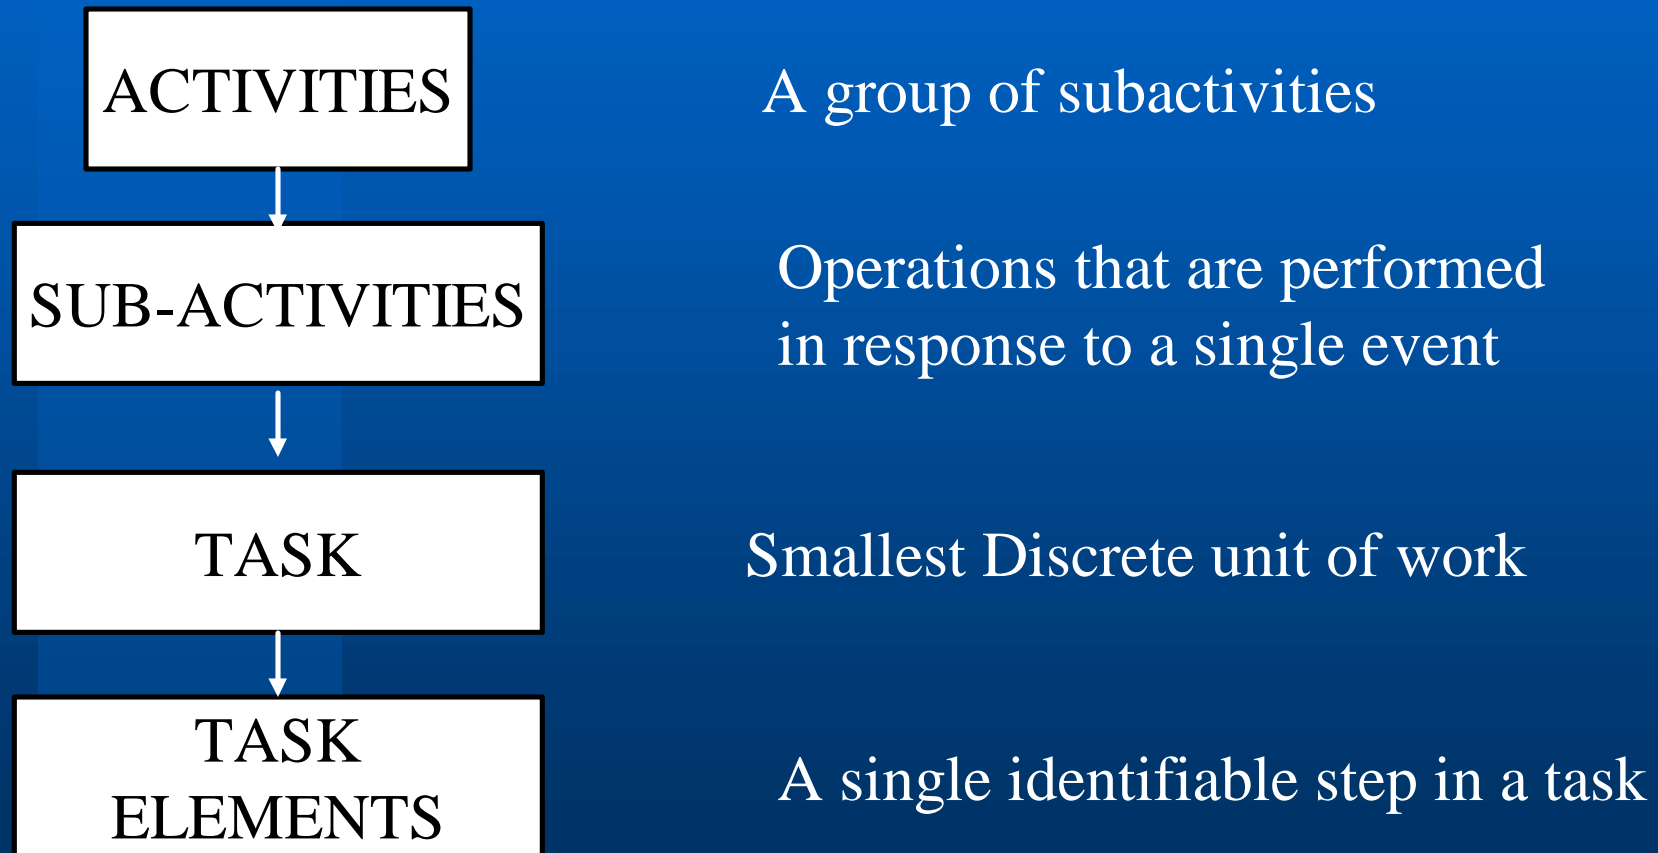 ACTIVITIES
A group of subactivities
SUB-ACTIVITIES
Operations that are performed
in response to a single event
TASK
Smallest Discrete unit of work
TASK
ELEMENTS
A single identifiable step in a task